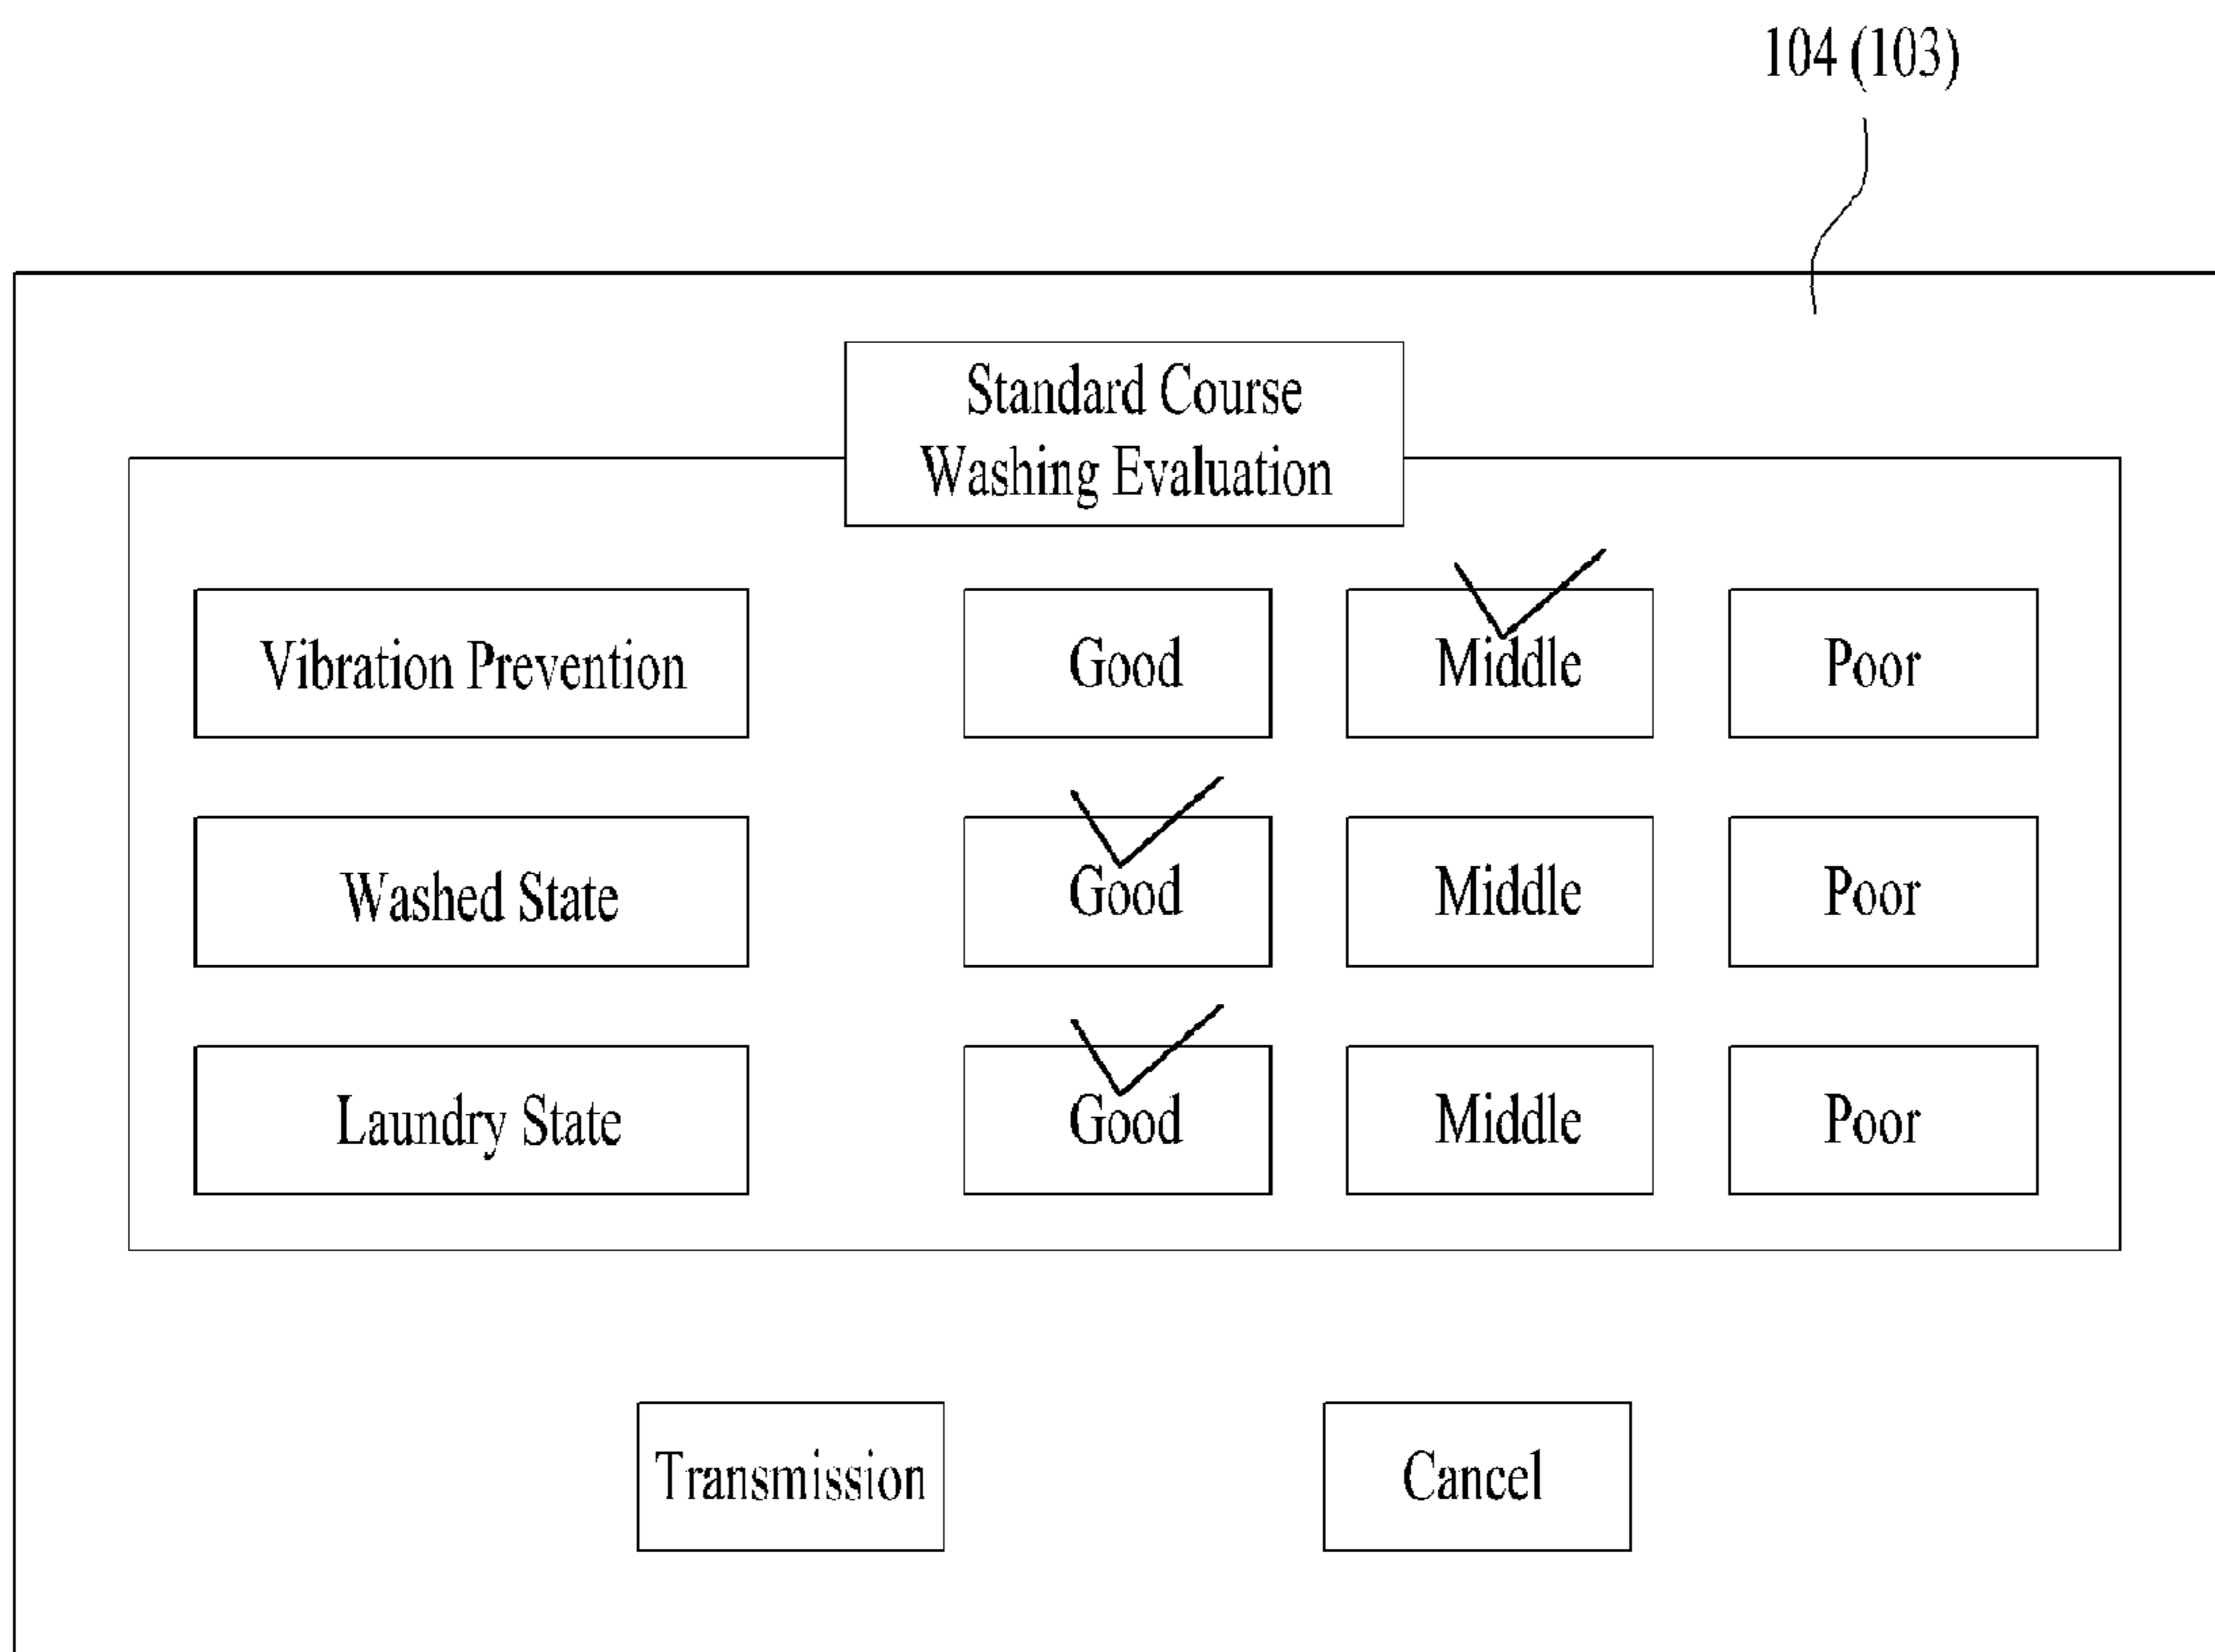 104 (103)
Standard Course
Washing Evaluation
Vibration Prevention Good Middle Poor
Washed State Good Middle Poor
Laundry State Good Middle Poor
Transmission Cancel